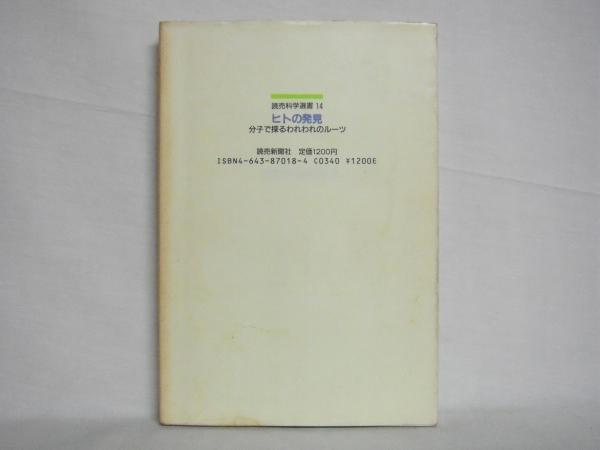 読売科学選書 14
ヒトの発見
分子で探るわれわれのルーツ
読売新聞社 定価1200円
ISBN4-643-87018-4 C0340 ¥1200E